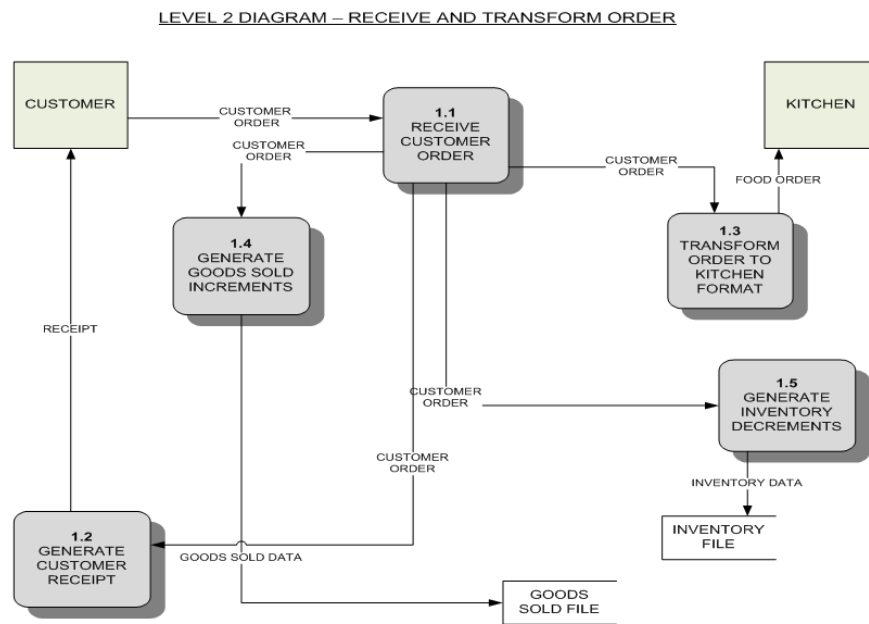 LEVEL 2 DIAGRAM – RECEIVE AND TRANSFORM ORDER
CUSTOMER
CUSTOMER
ORDER
1.1
RECEIVE
CUSTOMER
ORDER
KITCHEN
CUSTOMER
ORDER
CUSTOMER
ORDER
FOOD ORDER
1.4
GENERATE
GOODS SOLD
INCREMENTS
1.3
TRANSFORM
ORDER TO
KITCHEN
FORMAT
RECEIPT
CUSTOMER
ORDER
1.5
GENERATE
INVENTORY
DECREMENTS
CUSTOMER
ORDER
INVENTORY DATA
1.2
GENERATE
CUSTOMER
RECEIPT
GOODS SOLD DATA
INVENTORY
FILE
GOODS
SOLD FILE